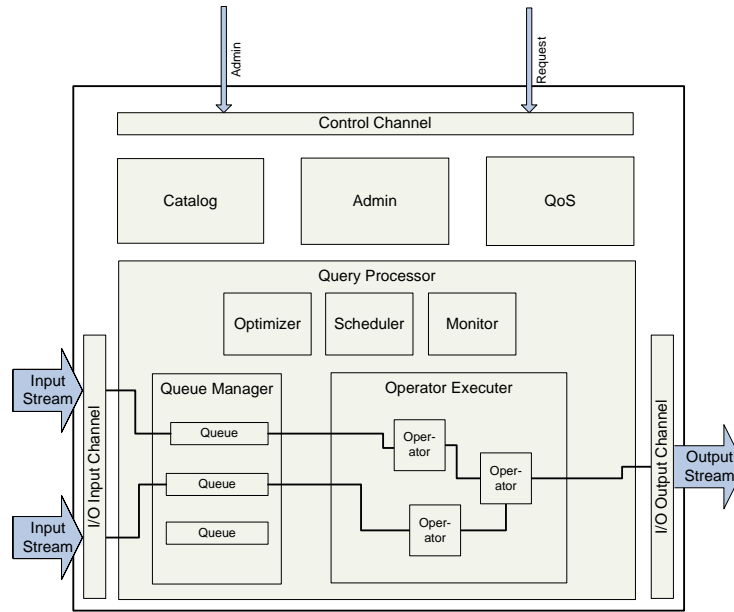 Admin
Request
Control Channel
Catalog
Admin
QoS
Query Processor
Optimizer
Scheduler
Monitor
Input
Stream
I/O Input Channel
Queue Manager
Operator Executer
Queue
Oper-
ator
Queue
Oper-
ator
Oper-
ator
Queue
I/O Output Channel
Output
Stream
Input
Stream